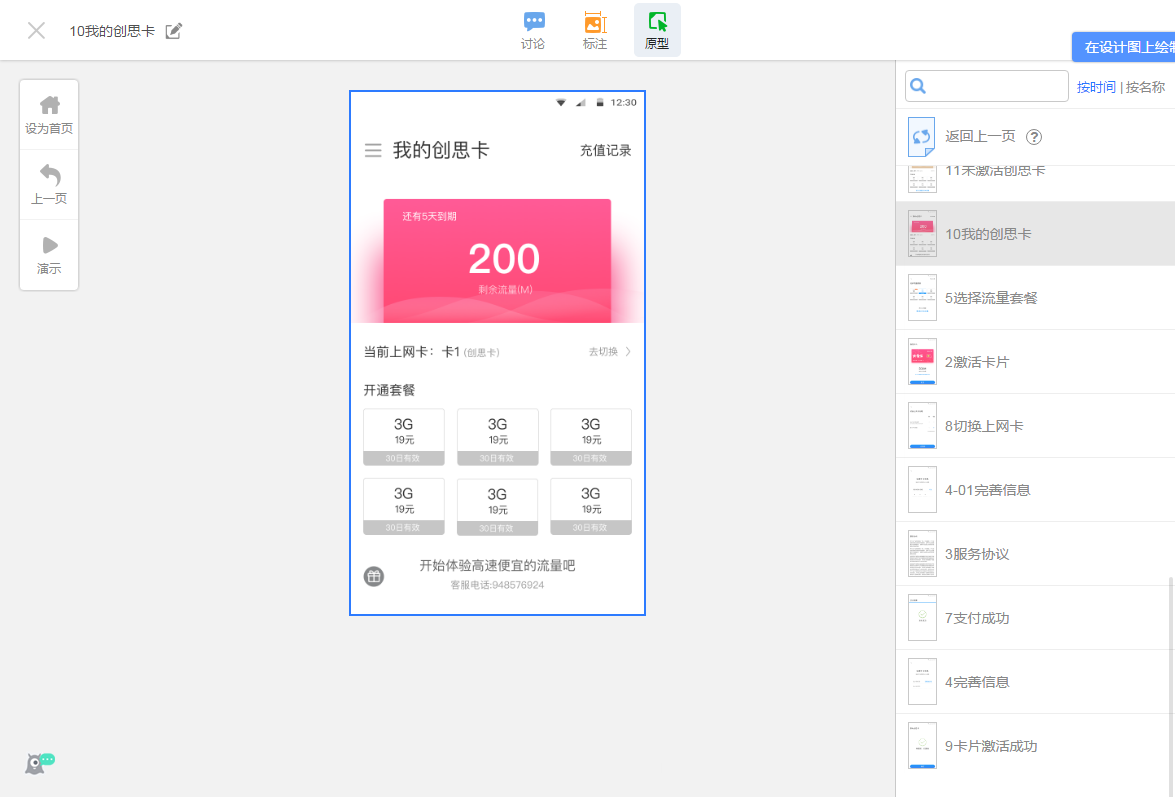 10我的创思卡
讨论
标注
原型
在设计图上绘制
设为首页
上一页
演示
12:30
我的创思卡
充值记录
还有5天到期
200
剩余流量(M)
当前上网卡：卡1 (创思卡)
去切换
开通套餐
3G 3G 3G
19元 19元 19元
30日有效 30日有效 30日有效
3G 3G 3G
19元 19元 19元
30日有效 30日有效 30日有效
开始体验高速便宜的流量吧
客服电话:948576924
按时间 | 按名称
返回上一页 ?
11未激活创思卡
10我的创思卡
5选择流量套餐
2激活卡片
8切换上网卡
4-01完善信息
3服务协议
7支付成功
4完善信息
9卡片激活成功